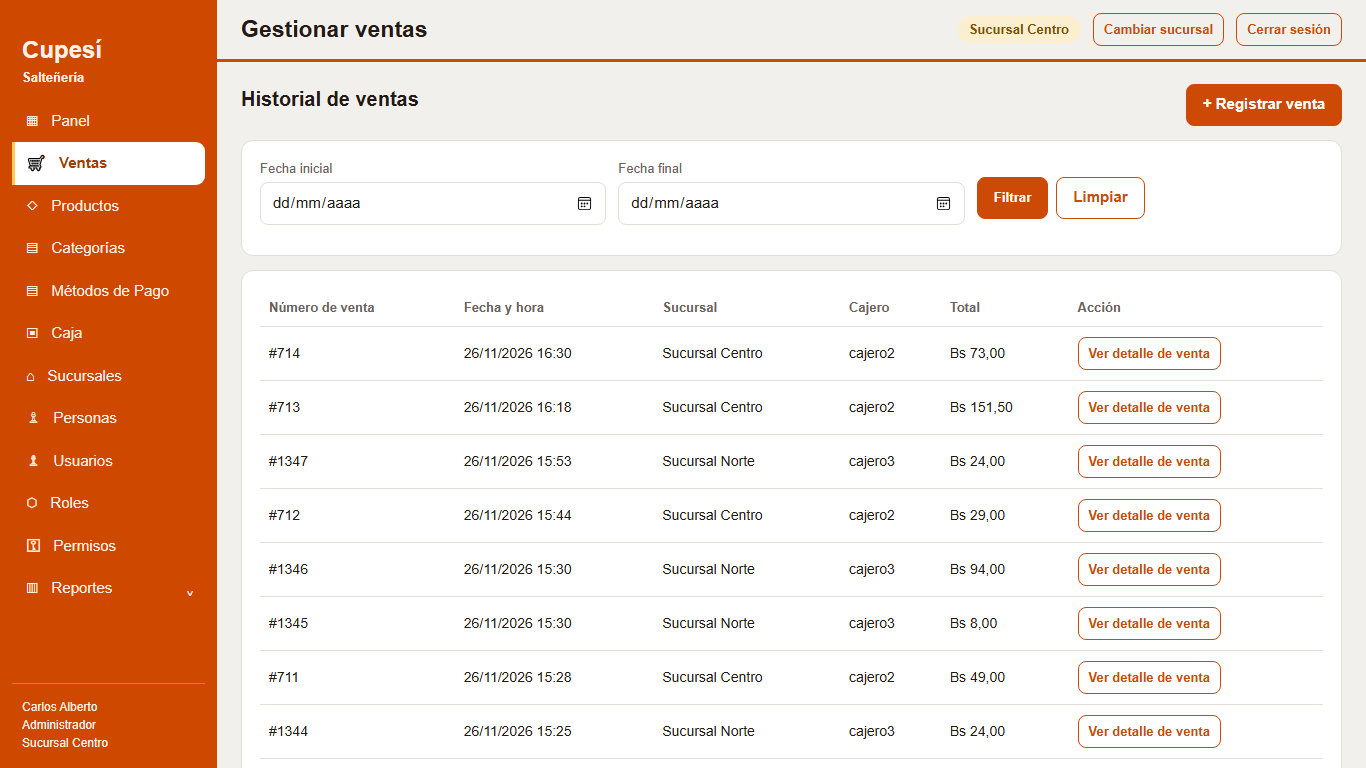 Cupesí
Salteñería
Panel
Ventas
Productos
Categorías
Métodos de Pago
Caja
Sucursales
Personas
Usuarios
Roles
Permisos
Reportes
Carlos Alberto
Administrador
Sucursal Centro
Gestionar ventas
Sucursal Centro
Cambiar sucursal
Cerrar sesión
Historial de ventas
+ Registrar venta
Fecha inicial
dd/mm/aaaa
Fecha final
dd/mm/aaaa
Filtrar
Limpiar
Número de venta Fecha y hora Sucursal Cajero Total Acción
#714 26/11/2026 16:30 Sucursal Centro cajero2 Bs 73,00 Ver detalle de venta
#713 26/11/2026 16:18 Sucursal Centro cajero2 Bs 151,50 Ver detalle de venta
#1347 26/11/2026 15:53 Sucursal Norte cajero3 Bs 24,00 Ver detalle de venta
#712 26/11/2026 15:44 Sucursal Centro cajero2 Bs 29,00 Ver detalle de venta
#1346 26/11/2026 15:30 Sucursal Norte cajero3 Bs 94,00 Ver detalle de venta
#1345 26/11/2026 15:30 Sucursal Norte cajero3 Bs 8,00 Ver detalle de venta
#711 26/11/2026 15:28 Sucursal Centro cajero2 Bs 49,00 Ver detalle de venta
#1344 26/11/2026 15:25 Sucursal Norte cajero3 Bs 24,00 Ver detalle de venta